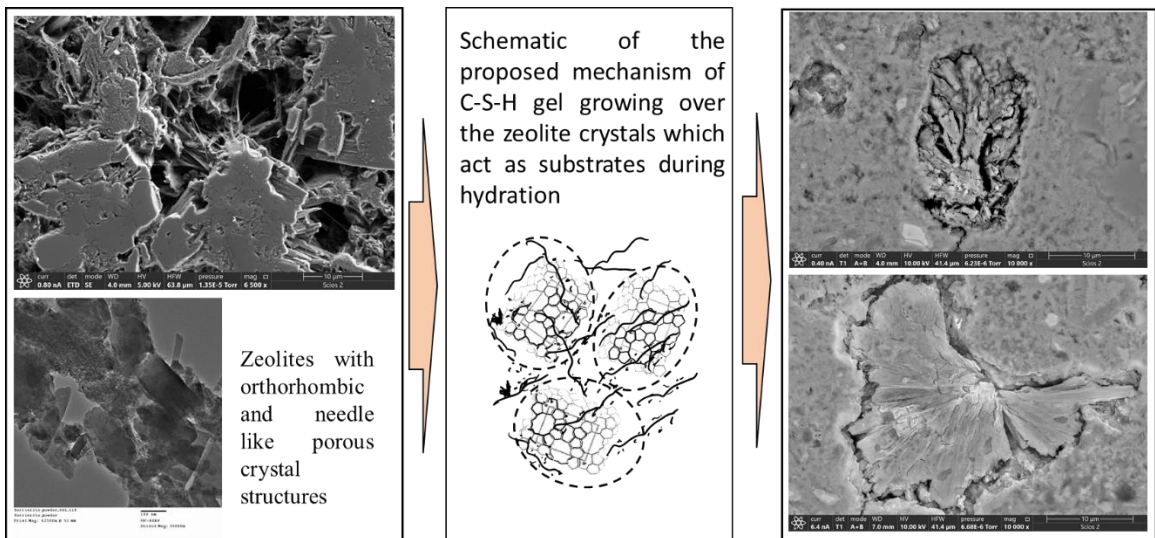 curr det mode WD HV HFW pressure mag □ 10 μm
0.80 nA ETD SE 4.0 mm 5.00 kV 63.8 μm 1.35E-5 Torr 6 500 x Scios 2
Zeolites with
orthorhombic
and needle
like porous
crystal
structures
Print Mag:
Schematic of the
proposed mechanism of
C-S-H gel growing over
the zeolite crystals which
act as substrates during
hydration
curr det mode WD HV HFW pressure mag □ 10 μm
0.40 nA T1 A+B 4.0 mm 10.00 kV 41.4 μm 6.23E-6 Torr 10 000 x Scios 2
curr det mode WD HV HFW pressure mag □ 10 μm
6.4 nA T1 A+B 7.0 mm 10.00 kV 41.4 μm 6.68E-6 Torr 10 000 x Scios 2